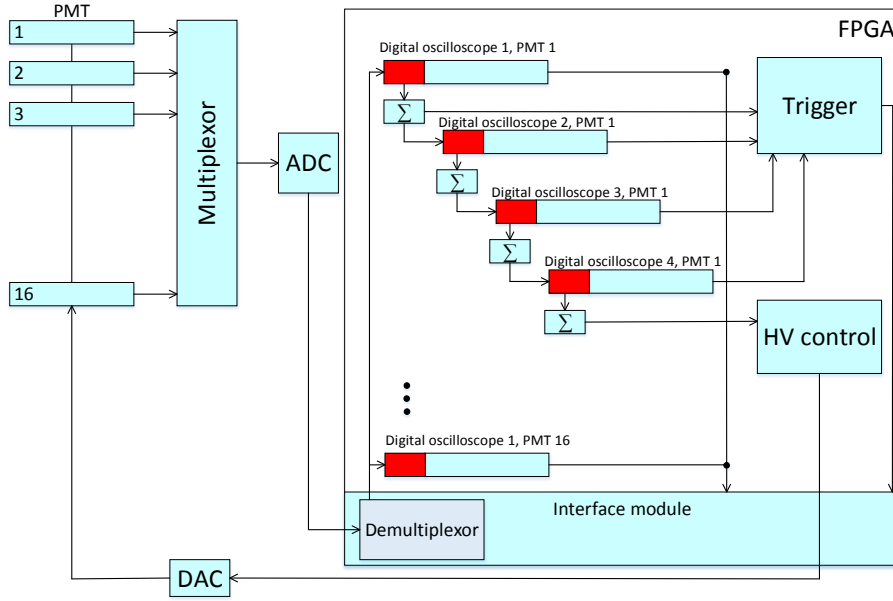 PMT
1
2
3
16
Multiplexor
ADC
DAC
FPGA
Digital oscilloscope 1, PMT 1
Σ
Digital oscilloscope 2, PMT 1
Σ
Digital oscilloscope 3, PMT 1
Σ
Digital oscilloscope 4, PMT 1
Σ
Trigger
HV control
Digital oscilloscope 1, PMT 16
Interface module
Demultiplexor